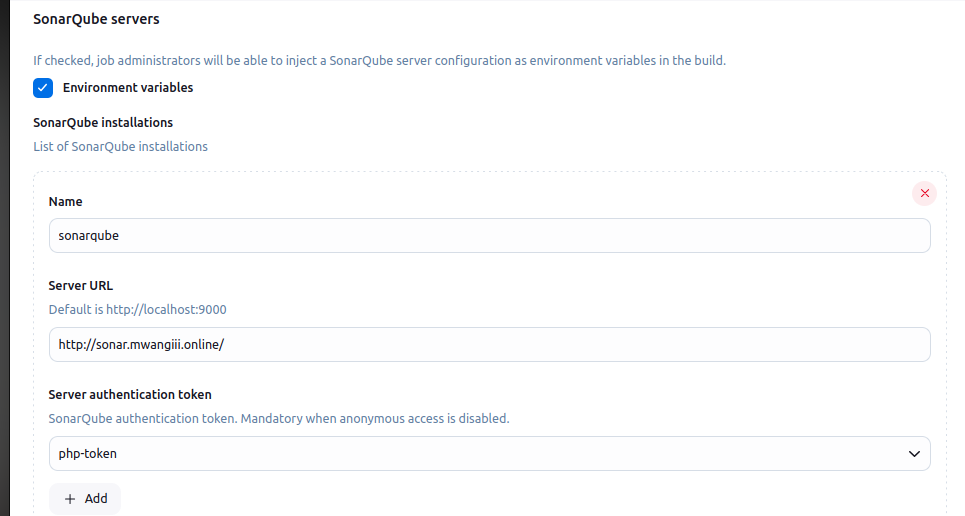 SonarQube servers
If checked, job administrators will be able to inject a SonarQube server configuration as environment variables in the build.
Environment variables
SonarQube installations
List of SonarQube installations
Name
sonarqube
Server URL
Default is http://localhost:9000
http://sonar.mwangiii.online/
Server authentication token
SonarQube authentication token. Mandatory when anonymous access is disabled.
php-token
+ Add